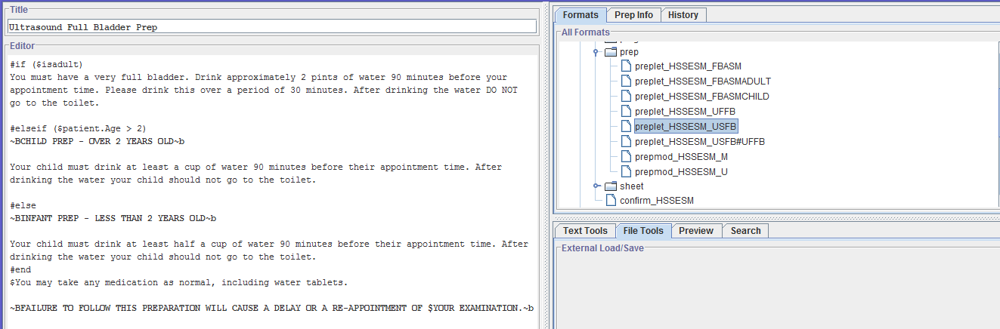 Title
Ultrasound Full Bladder Prep
Editor
#if ($isadult)
You must have a very full bladder. Drink approximately 2 pints of water 90 minutes before your
appointment time. Please drink this over a period of 30 minutes. After drinking the water DO NOT
go to the toilet.
#elseif ($patient.Age > 2)
~BCHILD PREP - OVER 2 YEARS OLD~b
Your child must drink at least a cup of water 90 minutes before their appointment time. After
drinking the water your child should not go to the toilet.
#else
~BINFANT PREP - LESS THAN 2 YEARS OLD~b
Your child must drink at least half a cup of water 90 minutes before their appointment time. After
drinking the water your child should not go to the toilet.
#end
$You may take any medication as normal, including water tablets.
~BFAILURE TO FOLLOW THIS PREPARATION WILL CAUSE A DELAY OR A RE-APPOINTMENT OF $YOUR EXAMINATION.~b
Formats Prep Info History
All Formats
prep
preplet_HSSESM_FBASM
preplet_HSSESM_FBASMADULT
preplet_HSSESM_FBASMCHILD
preplet_HSSESM_UFFB
preplet_HSSESM_USFB
preplet_HSSESM_USFB#UFFB
prepmod_HSSESM_M
prepmod_HSSESM_U
sheet
confirm_HSSESM
Text Tools File Tools Preview Search
External Load/Save